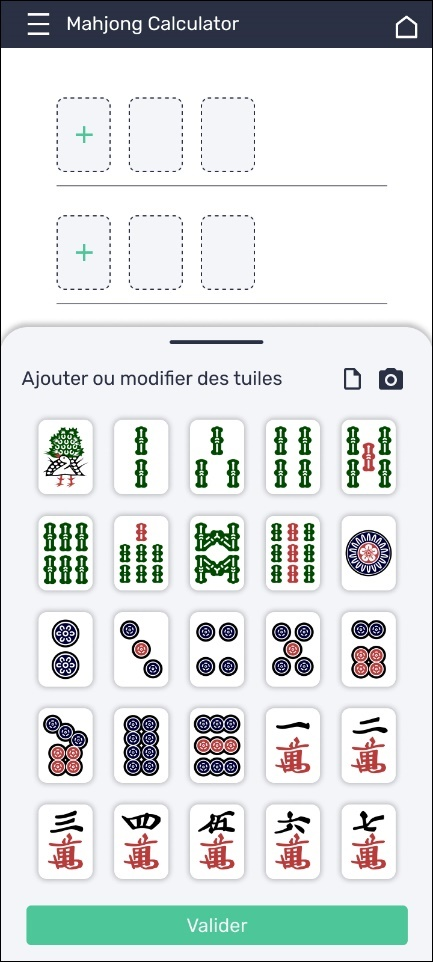 Mahjong Calculator
+
+
Ajouter ou modifier des tuiles
一萬 二萬
三萬 四萬 伍萬 六萬 七萬
Valider